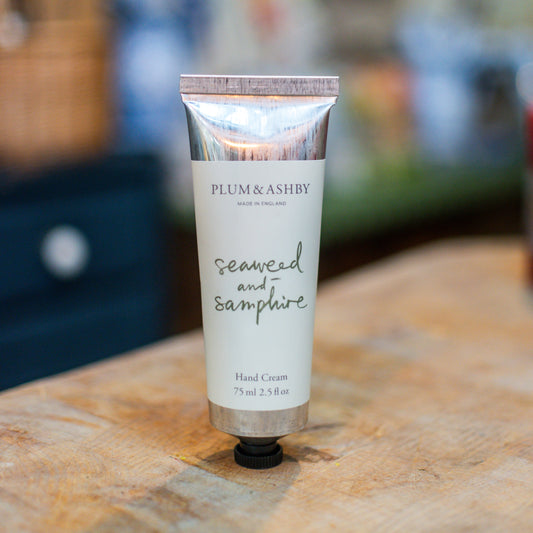 PLUM & ASHBY
MADE IN ENGLAND
seaweed
and
samphire
Hand Cream
75 ml 2.5 fl oz